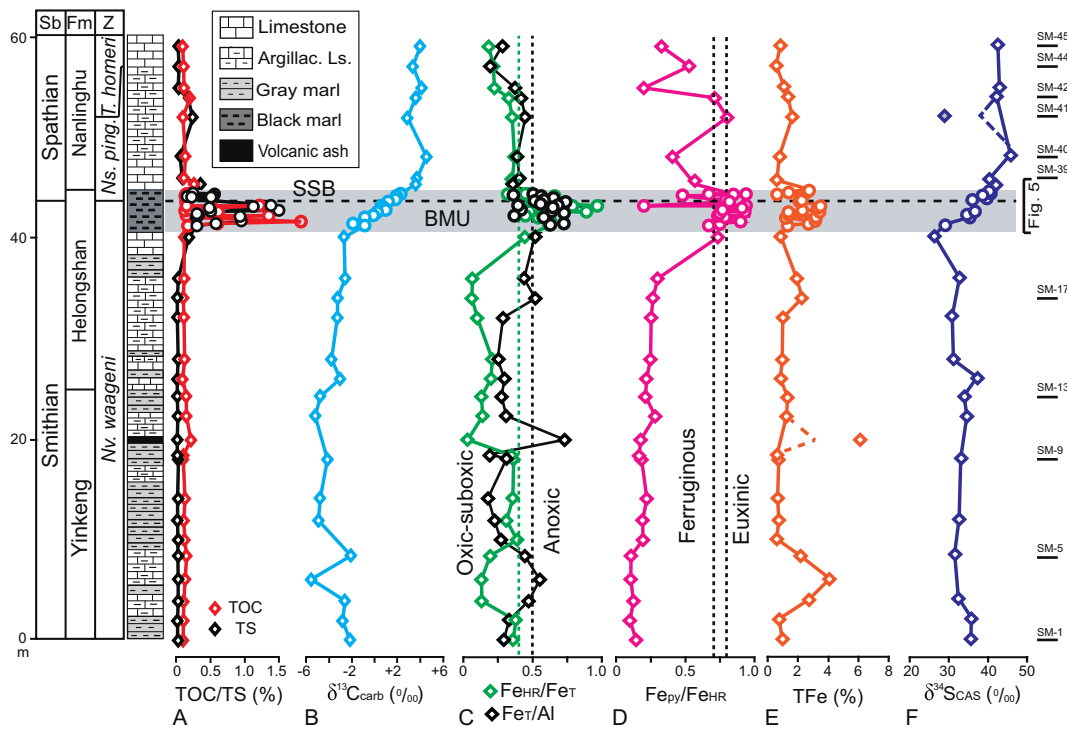 Sb Fm Z
60
40
20
0
m
Spathian
Smithian
Nanlinghu
Helongshan
Yinkeng
T. homeri
Ns. ping.
Nv. waageni
Limestone
Argillac. Ls.
Gray marl
Black marl
Volcanic ash
SSB
BMU
TOC
TS
Oxic-suboxic
Anoxic
Ferruginous
Euxinic
Fig. 5
SM-45
SM-44
SM-42
SM-41
SM-40
SM-39
SM-17
SM-13
SM-9
SM-5
SM-1
0 0.5 1.0 1.5
TOC/TS (%)
A
-6 -2 +2 +6
δ¹³Ccarb (⁰/₀₀)
B
0 0.5 1.0
FeHR/FeT
FeT/Al
C
0.5 1.0
Fepy/FeHR
D
0 2 4 6 8
TFe (%)
E
20 30 40 50
δ³⁴SCAS (⁰/₀₀)
F